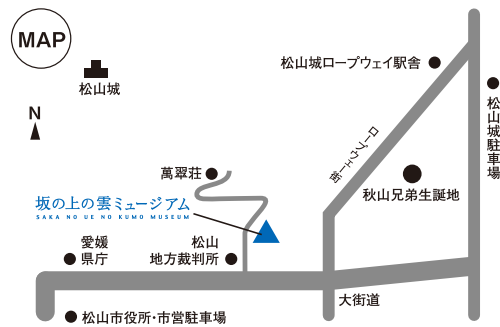 MAP
松山城
N
松山城ロープウェイ駅舎
松山城駐車場
ロープウェー街
萬翠荘
秋山兄弟生誕地
坂の上の雲ミュージアム
SAKA NO UE NO KUMO MUSEUM
愛媛
県庁
松山
地方裁判所
大街道
松山市役所・市営駐車場